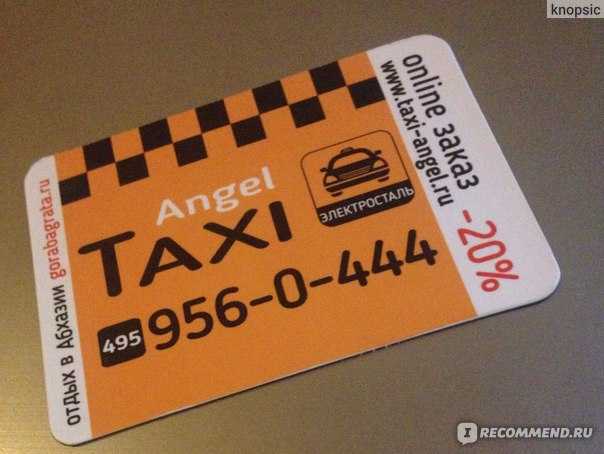 knopsic
отдых в Абхазии gorabagrata.ru
Angel
TAXI
ЭЛЕКТРОСТАЛЬ
495 956-0-444
online заказ -20%
www.taxi-angel.ru
IRECOMMEND.RU